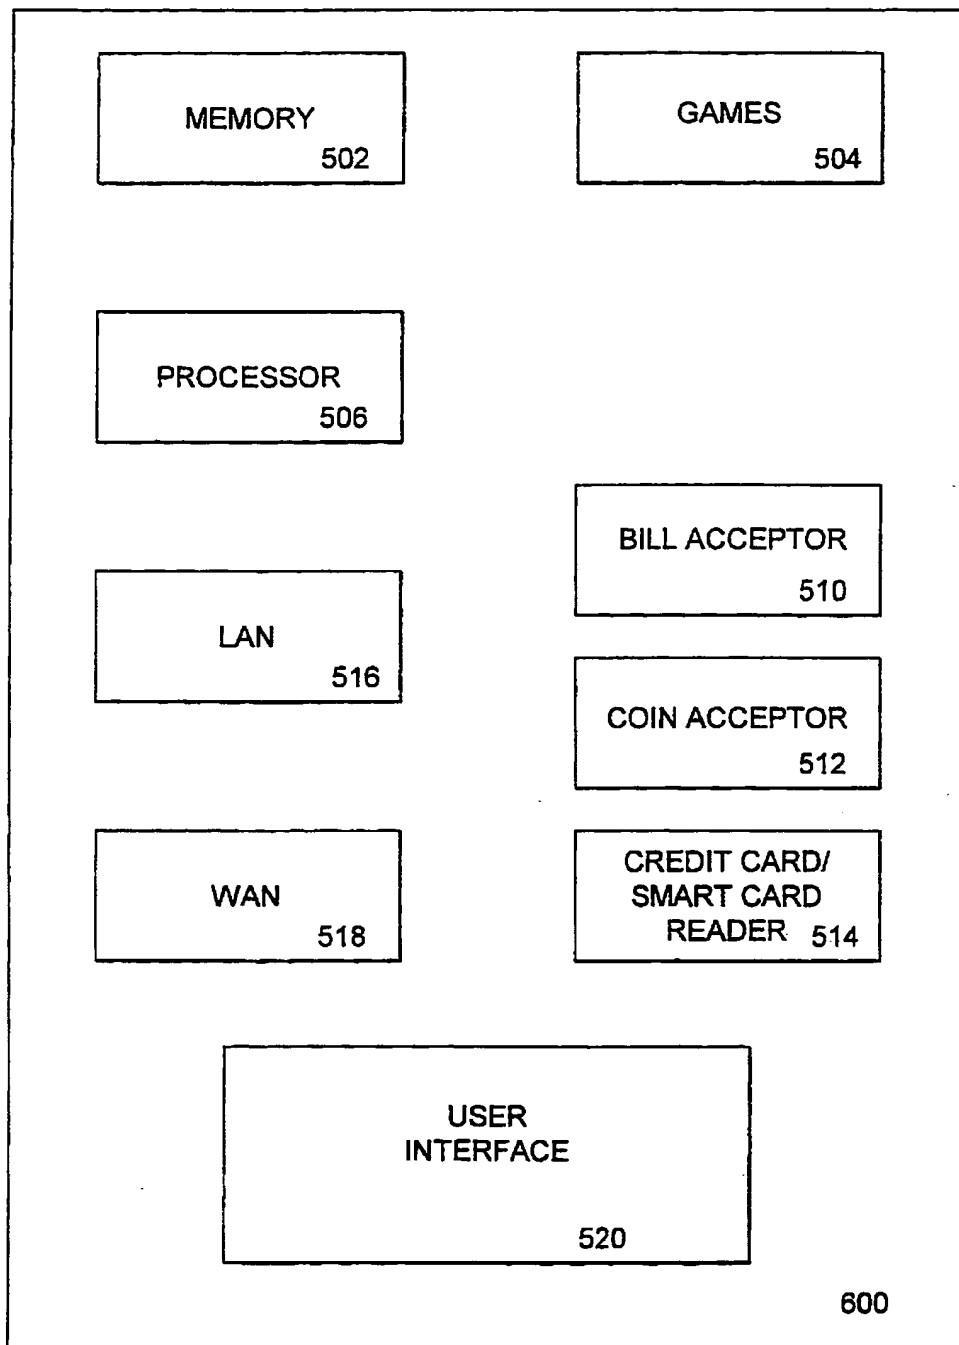 MEMORY
502
GAMES
504
PROCESSOR
506
BILL ACCEPTOR
510
LAN
516
COIN ACCEPTOR
512
WAN
518
CREDIT CARD/
SMART CARD
READER 514
USER
INTERFACE
520
600